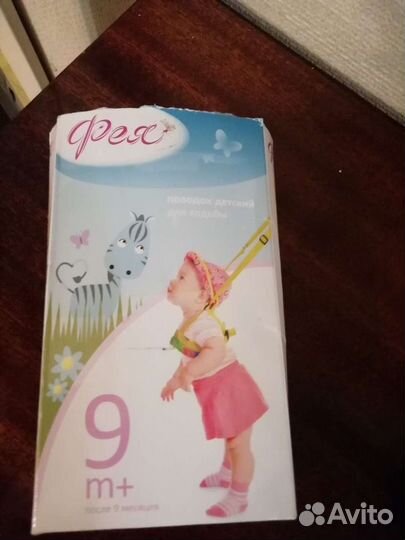 Фея
поводок детский
для ходьбы
9
m+
после 9 месяцев
Avito